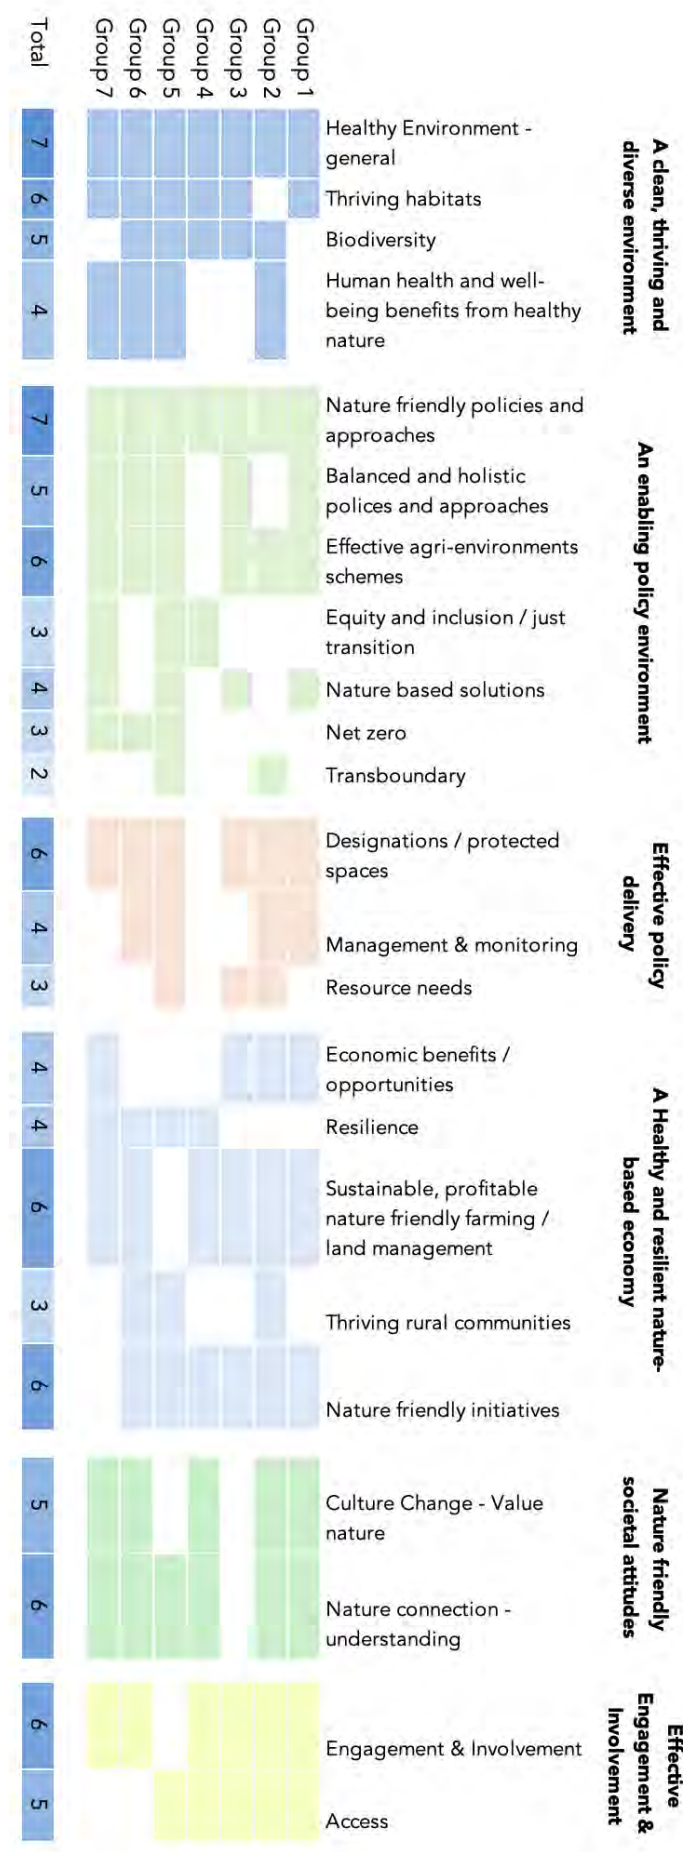 Total
Group 7
Group 6
Group 5
Group 4
Group 3
Group 2
Group 1
A clean, thriving and
diverse environment
7
Healthy Environment -
general
6
Thriving habitats
5
Biodiversity
4
Human health and well-
being benefits from healthy
nature
An enabling policy environment
7
Nature friendly policies and
approaches
5
Balanced and holistic
polices and approaches
6
Effective agri-environments
schemes
3
Equity and inclusion / just
transition
4
Nature based solutions
3
Net zero
2
Transboundary
Effective policy
delivery
6
Designations / protected
spaces
4
Management & monitoring
3
Resource needs
A Healthy and resilient nature-
based economy
4
Economic benefits /
opportunities
4
Resilience
6
Sustainable, profitable
nature friendly farming /
land management
3
Thriving rural communities
6
Nature friendly initiatives
Nature friendly
societal attitudes
5
Culture Change - Value
nature
6
Nature connection -
understanding
Effective
Engagement &
Involvement
6
Engagement & Involvement
5
Access